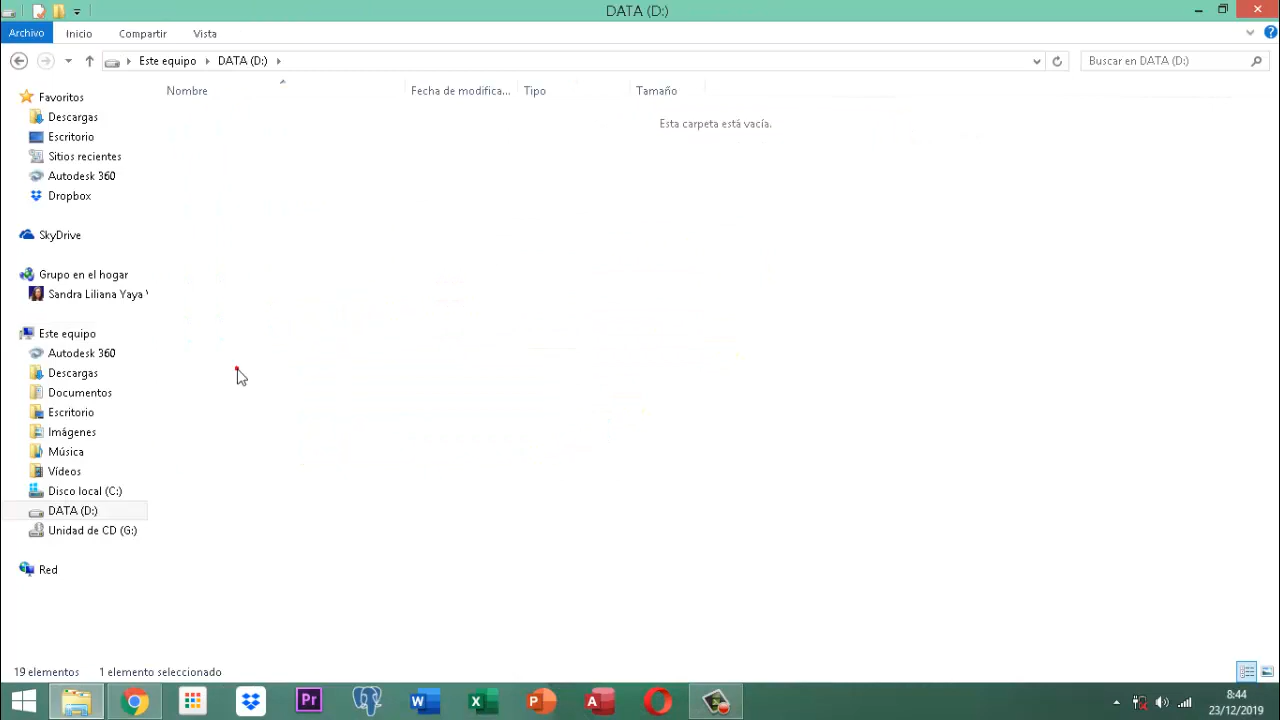 DATA (D:)
Archivo Inicio Compartir Vista
Este equipo DATA (D:) Buscar en DATA (D:)
Nombre Fecha de modifica... Tipo Tamaño
Esta carpeta está vacía.
Favoritos
Descargas
Escritorio
Sitios recientes
Autodesk 360
Dropbox
SkyDrive
Grupo en el hogar
Sandra Liliana Yaya
Este equipo
Autodesk 360
Descargas
Documentos
Escritorio
Imágenes
Música
Vídeos
Disco local (C:)
DATA (D:)
Unidad de CD (G:)
Red
19 elementos 1 elemento seleccionado
Pr W X P A
8:44
23/12/2019